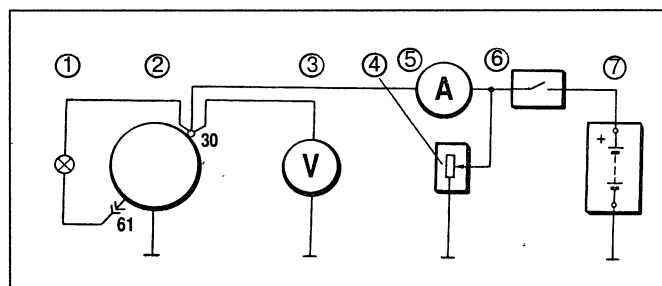 ① ② ③ ④ ⑤ ⑥ ⑦
A
30
V
+
61